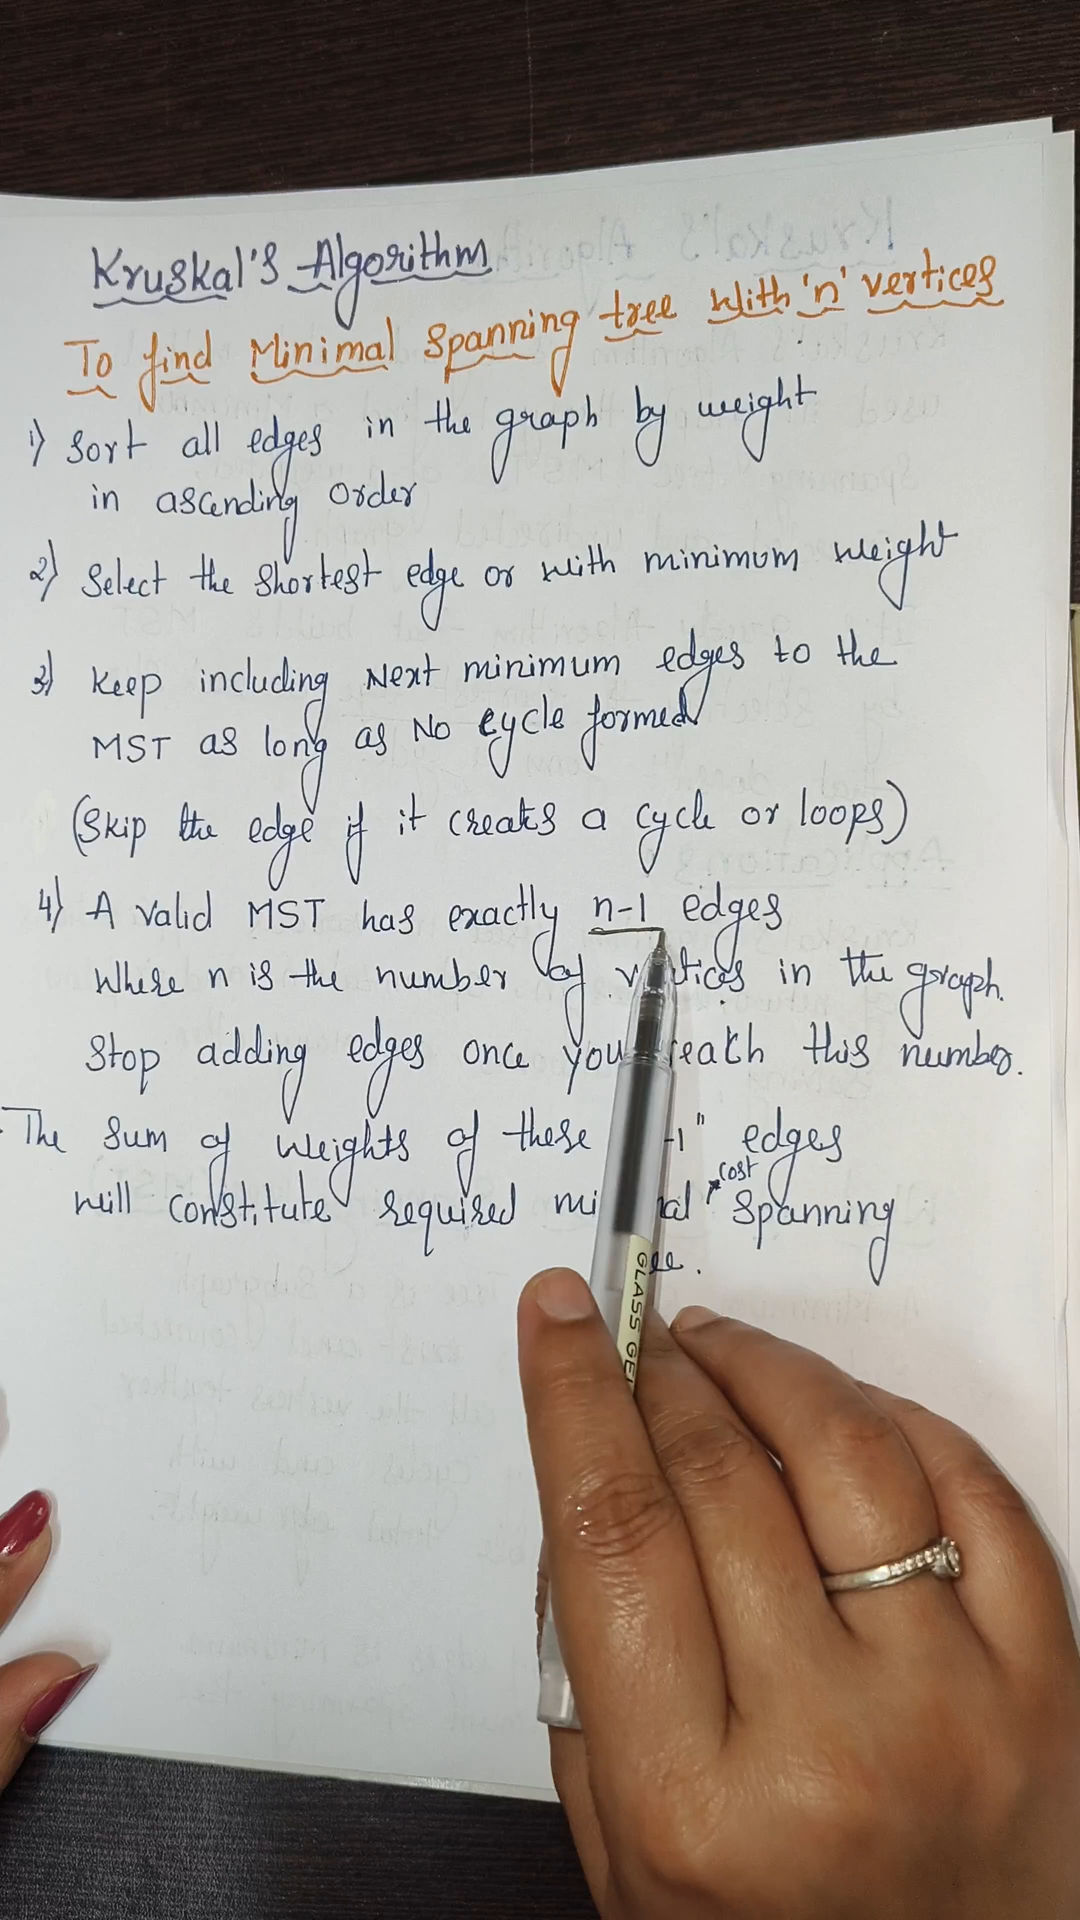 Kruskal's Algorithm
To find Minimal Spanning tree With 'n' vertices
1) Sort all edges in the graph by weight
in ascending order
2) Select the Shortest edge or with minimum weight
3) Keep including Next minimum edges to the
MST as long as No cycle formed
(Skip the edge if it creats a cycle or loops)
4) A valid MST has exactly n-1 edges
Where n is the number of in the graph.
Stop adding edges once you this number.
The Sum of weights of these -1" edges
cost
will constitute required Spanning
GLASS GEL